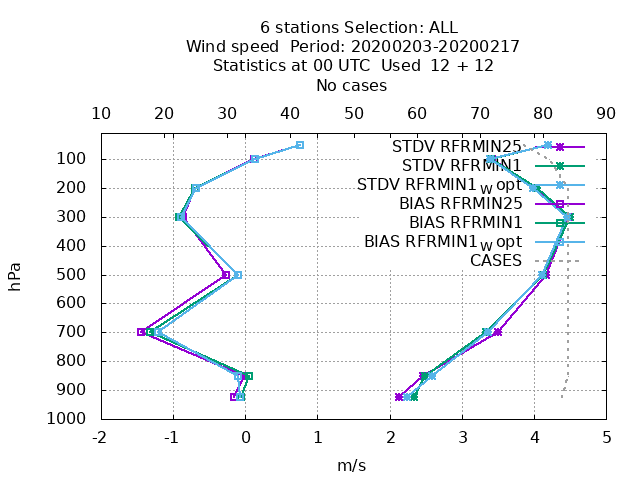 6 stations Selection: ALL
Wind speed  Period: 20200203-20200217
Statistics at 00 UTC  Used  12 + 12
No cases
10 20 30 40 50 60 70 80 90
STDV RFRMIN25
STDV RFRMIN1
STDV RFRMIN1w opt
BIAS RFRMIN25
BIAS RFRMIN1
BIAS RFRMIN1w opt
CASES
hPa
100
200
300
400
500
600
700
800
900
1000
-2 -1 0 1 2 3 4 5
m/s